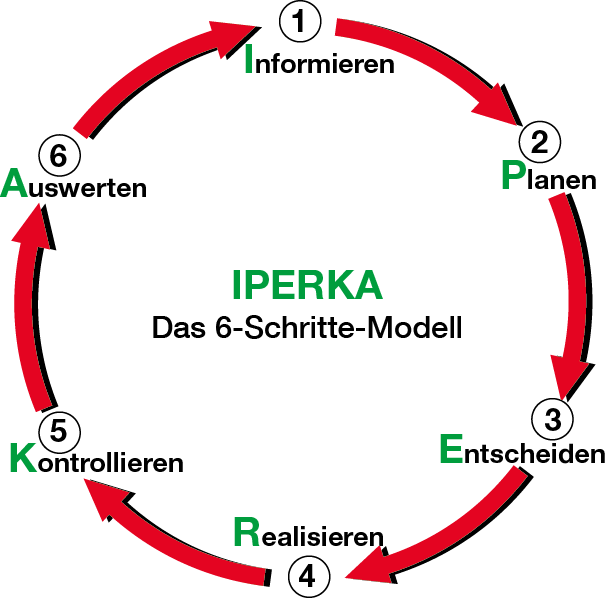 1
Informieren
2
Planen
3
Entscheiden
4
Realisieren
5
Kontrollieren
6
Auswerten
IPERKA
Das 6-Schritte-Modell